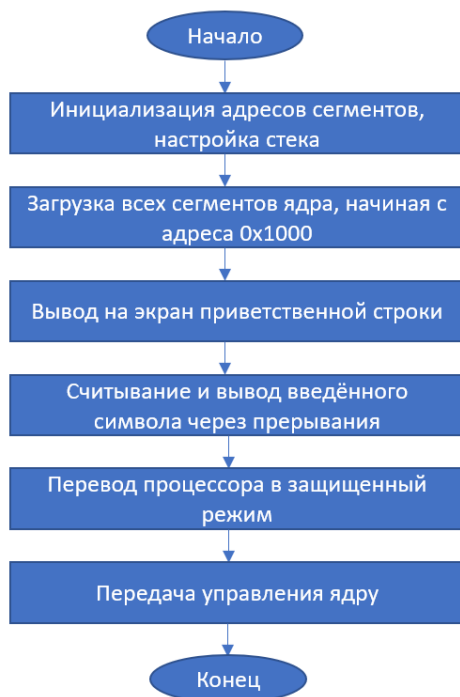 Начало
Инициализация адресов сегментов,
настройка стека
Загрузка всех сегментов ядра, начиная с
адреса 0x1000
Вывод на экран приветственной строки
Считывание и вывод введённого
символа через прерывания
Перевод процессора в защищенный
режим
Передача управления ядру
Конец